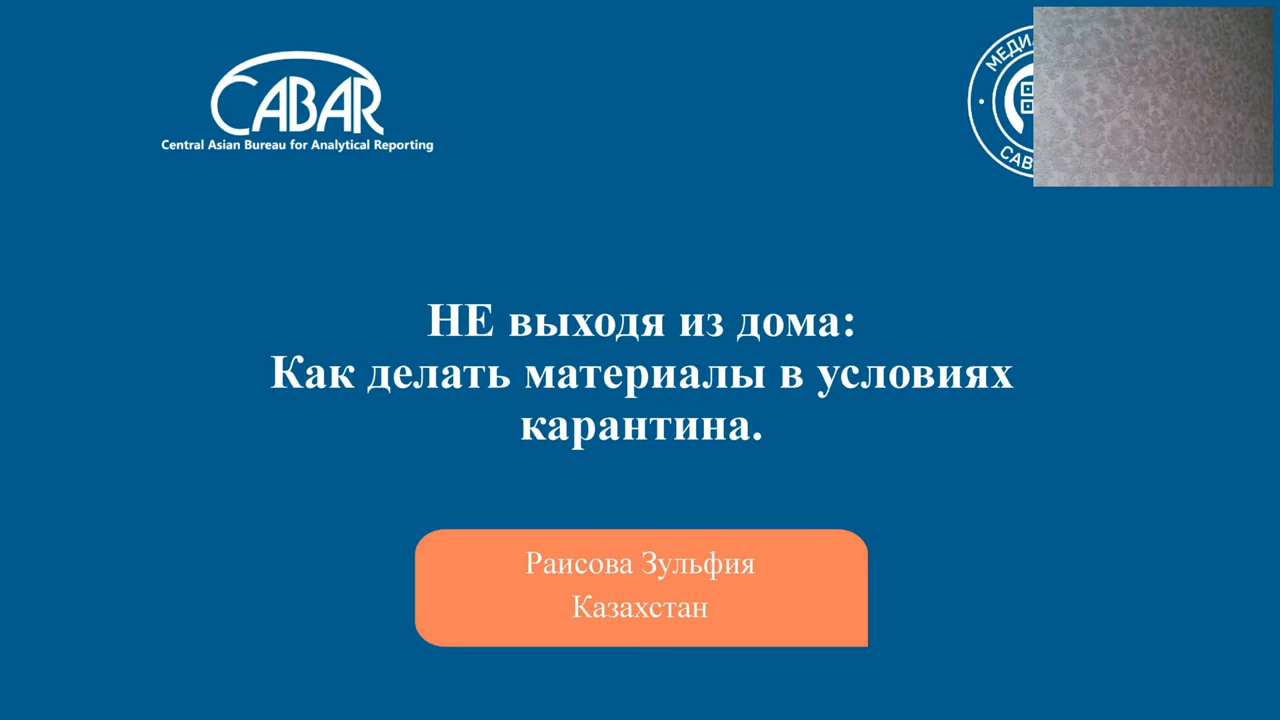 CABAR
Central Asian Bureau for Analytical Reporting
НЕ выходя из дома:
Как делать материалы в условиях
карантина.
Раисова Зульфия
Казахстан